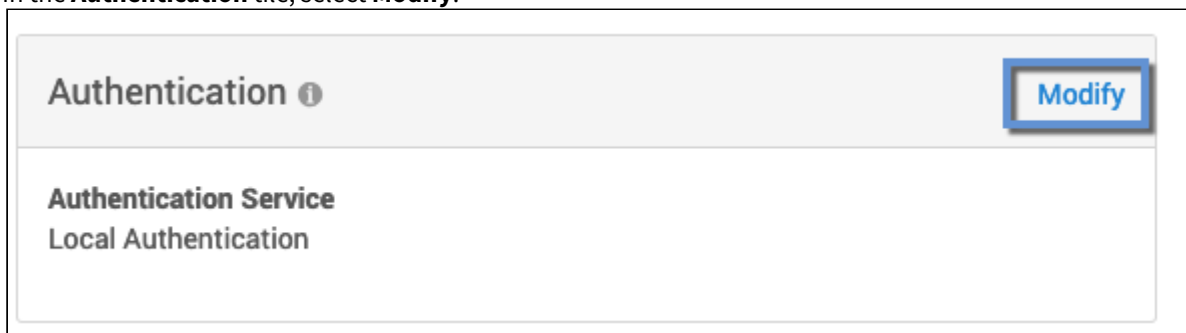 In the Authentication tile, select Modify.
Authentication
Modify
Authentication Service
Local Authentication